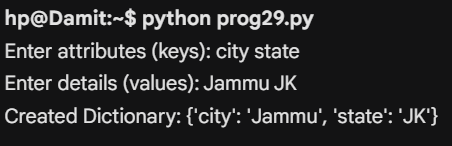 hp@Damit:~$ python prog29.py
Enter attributes (keys): city state
Enter details (values): Jammu JK
Created Dictionary: {'city': 'Jammu', 'state': 'JK'}